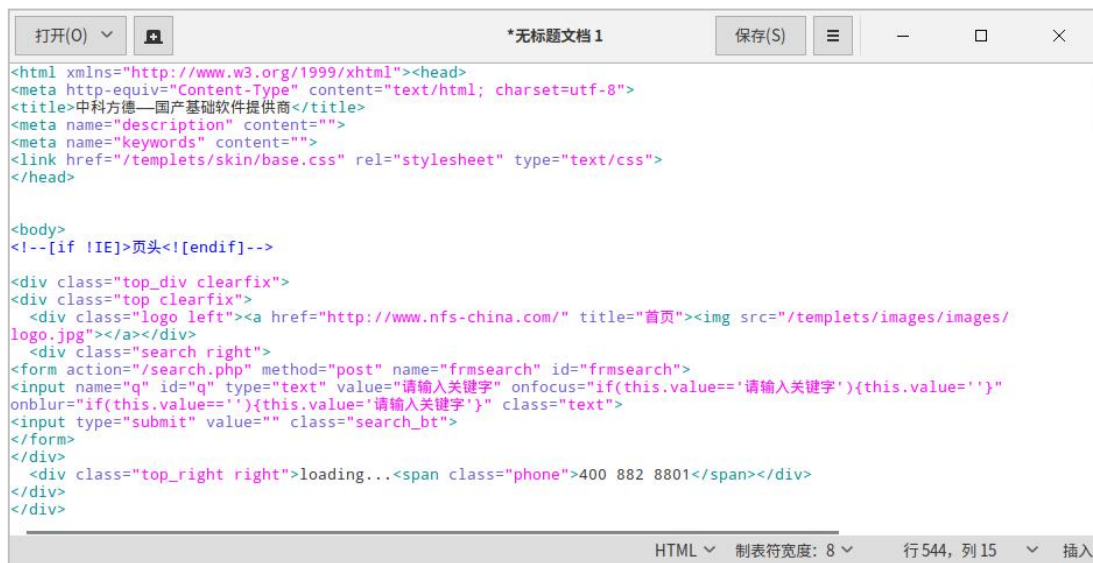 打开(O) *无标题文档 1 保存(S)
<html xmlns="http://www.w3.org/1999/xhtml"><head>
<meta http-equiv="Content-Type" content="text/html; charset=utf-8">
<title>中科方德——国产基础软件提供商</title>
<meta name="description" content="">
<meta name="keywords" content="">
<link href="/templets/skin/base.css" rel="stylesheet" type="text/css">
</head>
<body>
<!--[if !IE]>页头<![endif]-->
<div class="top_div clearfix">
<div class="top clearfix">
<div class="logo left"><a href="http://www.nfs-china.com/" title="首页"><img src="/templets/images/images/
logo.jpg"></a></div>
<div class="search right">
<form action="/search.php" method="post" name="frmsearch" id="frmsearch">
<input name="q" id="q" type="text" value="请输入关键字" onfocus="if(this.value=='请输入关键字'){this.value=''}"
onblur="if(this.value==''){this.value='请输入关键字'}" class="text">
<input type="submit" value="" class="search_bt">
</form>
</div>
<div class="top_right right">loading...<span class="phone">400 882 8801</span></div>
</div>
</div>
HTML 制表符宽度：8 行 544，列 15 插入